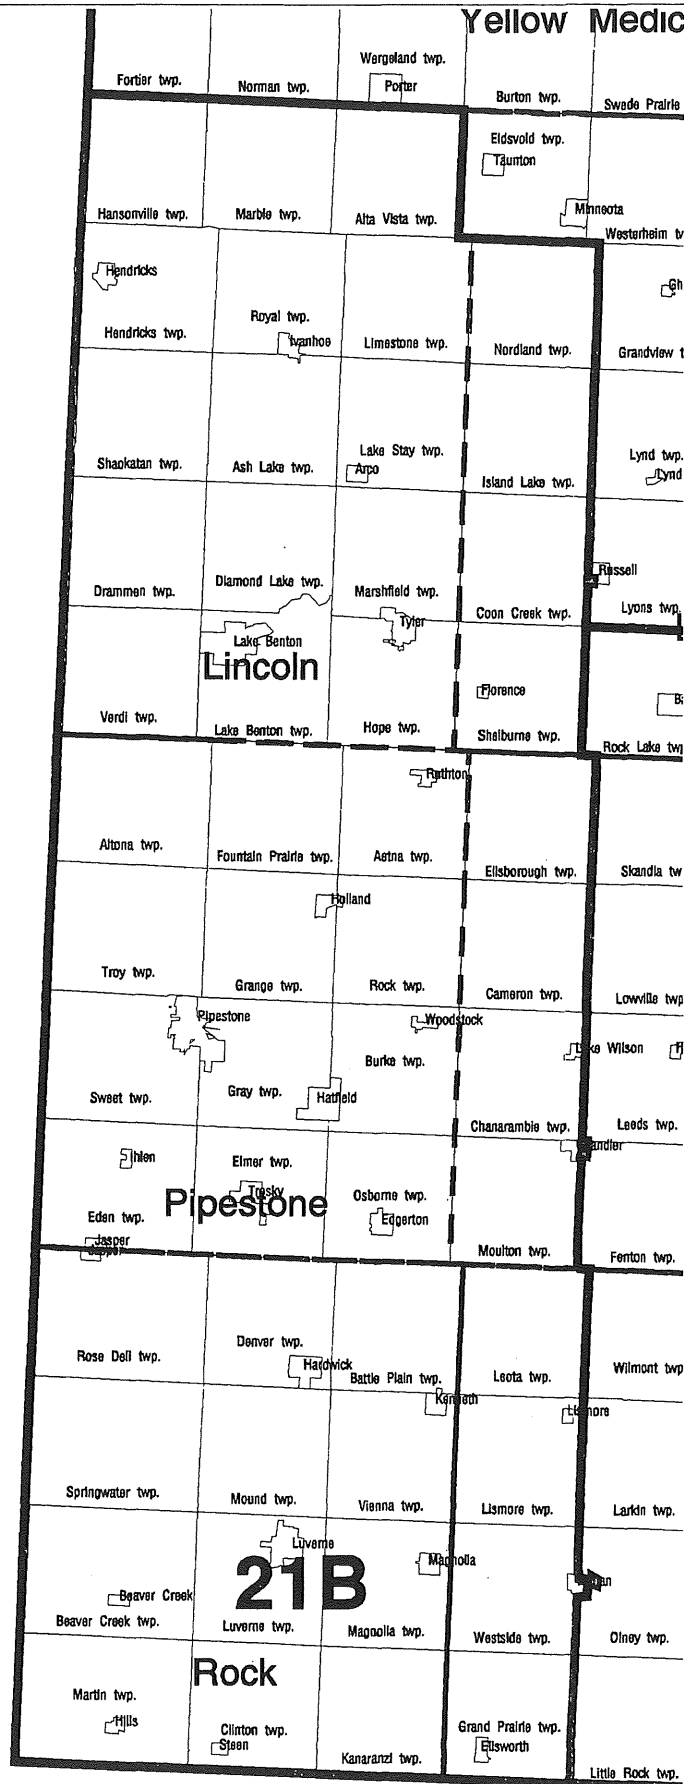 Yellow Medic
Wergeland twp.
Fortier twp.
Norman twp.
Porter
Burton twp.
Swede Prairie
Eldsvold twp.
Taunton
Hansonville twp.
Marble twp.
Alta Vista twp.
Minneota
Westerheim tw
Hendricks
Gh
Royal twp.
Hendricks twp.
Ivanhoe
Limestone twp.
Nordland twp.
Grandview t
Lake Stay twp.
Lynd twp.
Shaokatan twp.
Ash Lake twp.
Arco
Island Lake twp.
Lynd
Russell
Drammen twp.
Diamond Lake twp.
Marshfield twp.
Coon Creek twp.
Lyons twp.
Tyler
Lake Benton
Lincoln
Florence
Ba
Verdi twp.
Lake Benton twp.
Hope twp.
Shelburne twp.
Rock Lake twp
Ruthton
Altona twp.
Fountain Prairie twp.
Aetna twp.
Ellsborough twp.
Skandia tw
Holland
Troy twp.
Grange twp.
Rock twp.
Cameron twp.
Lowville twp
Pipestone
Woodstock
Lake Wilson
Burke twp.
Sweet twp.
Gray twp.
Hatfield
Chanarambie twp.
Leeds twp.
Chandler
Ihlen
Elmer twp.
Trosky
Osborne twp.
Pipestone
Eden twp.
Edgerton
Jasper
Jasper
Moulton twp.
Fenton twp.
Rose Dell twp.
Denver twp.
Hardwick
Battle Plain twp.
Leota twp.
Wilmont twp
Kenneth
Lismore
Springwater twp.
Mound twp.
Vienna twp.
Lismore twp.
Larkin twp.
Luverne
Magnolia
21B
Beaver Creek
Beaver Creek twp.
Luverne twp.
Magnolia twp.
Westside twp.
Olney twp.
Rock
Martin twp.
Hills
Clinton twp.
Steen
Kanaranzi twp.
Grand Prairie twp.
Ellsworth
Little Rock twp.